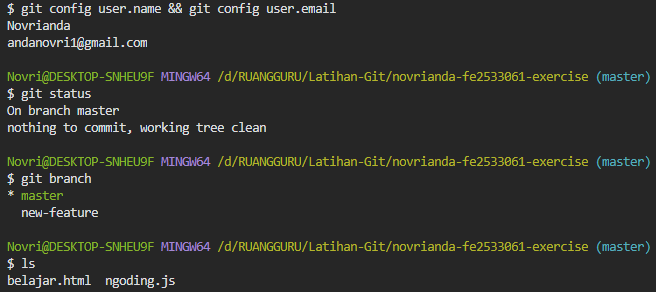 $ git config user.name && git config user.email
Novrianda
andanovri1@gmail.com
Novri@DESKTOP-SNHEU9F MINGW64 /d/RUANGGURU/Latihan-Git/novrianda-fe2533061-exercise (master)
$ git status
On branch master
nothing to commit, working tree clean
Novri@DESKTOP-SNHEU9F MINGW64 /d/RUANGGURU/Latihan-Git/novrianda-fe2533061-exercise (master)
$ git branch
* master
  new-feature
Novri@DESKTOP-SNHEU9F MINGW64 /d/RUANGGURU/Latihan-Git/novrianda-fe2533061-exercise (master)
$ ls
belajar.html  ngoding.js